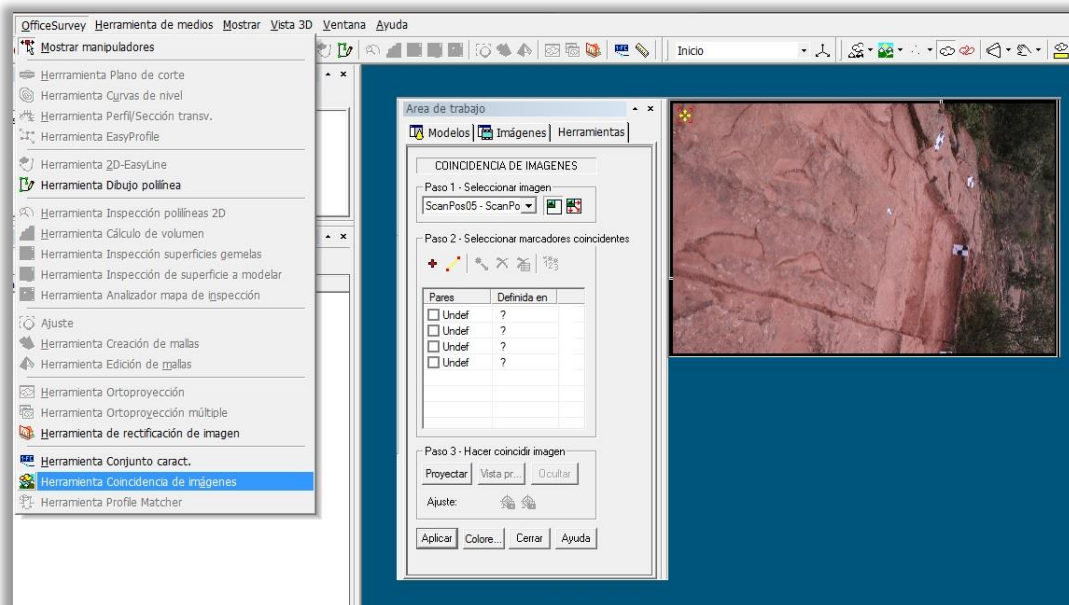 OfficeSurvey Herramienta de medios Mostrar Vista 3D Ventana Ayuda
Mostrar manipuladores
Inicio
Herrramienta Plano de corte
Herramienta Curvas de nivel
Herramienta Perfil/Sección transv.
Herramienta EasyProfile
Herramienta 2D-EasyLine
Herramienta Dibujo polilínea
Herramienta Inspección polilíneas 2D
Herramienta Cálculo de volumen
Herramienta Inspección superficies gemelas
Herramienta Inspección de superficie a modelar
Herramienta Analizador mapa de inspección
Ajuste
Herramienta Creación de mallas
Herramienta Edición de mallas
Herramienta Ortoproyección
Herramienta Ortoproyección múltiple
Herramienta de rectificación de imagen
Herramienta Conjunto caract.
Herramienta Coincidencia de imágenes
Herramienta Profile Matcher
Area de trabajo
Modelos Imágenes Herramientas
COINCIDENCIA DE IMAGENES
Paso 1 - Seleccionar imagen
ScanPos05 - ScanPo
Paso 2 - Seleccionar marcadores coincidentes
Pares Definida en
Undef ?
Undef ?
Undef ?
Undef ?
Paso 3 - Hacer coincidir imagen
Proyectar Vista pr... Ocultar
Ajuste:
Aplicar Colore... Cerrar Ayuda